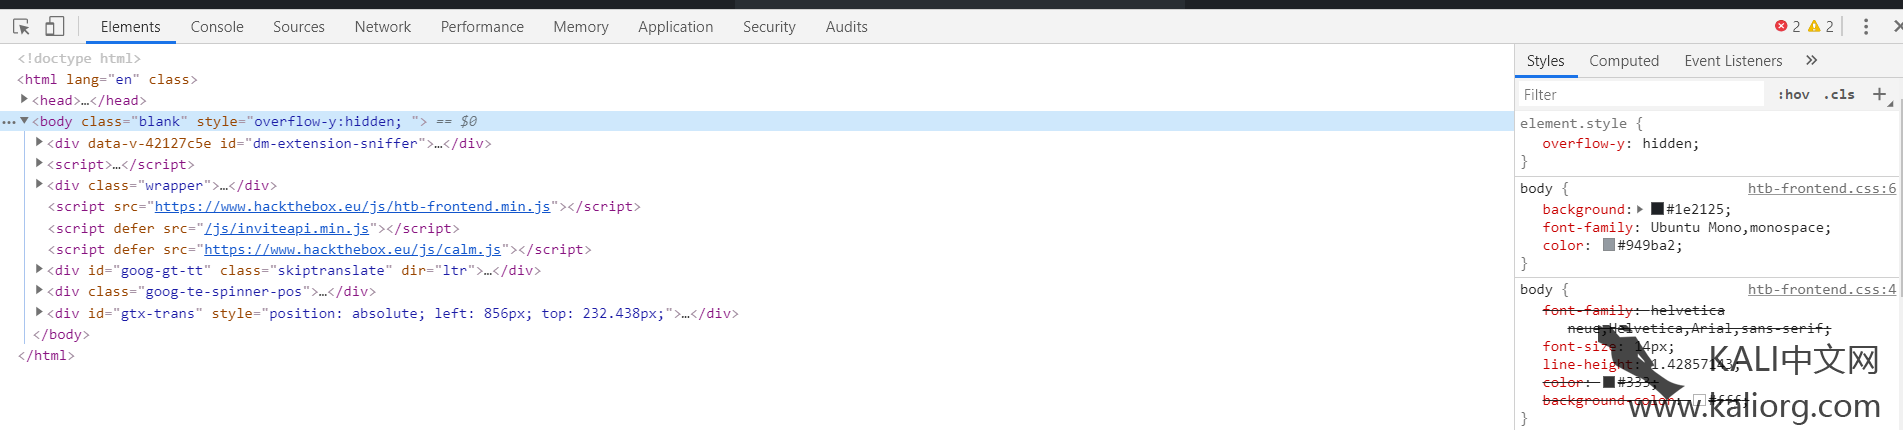 Elements Console Sources Network Performance Memory Application Security Audits 2 2
<!doctype html>
<html lang="en" class>
<head>…</head>
<body class="blank" style="overflow-y:hidden; "> == $0
<div data-v-42127c5e id="dm-extension-sniffer">…</div>
<script>…</script>
<div class="wrapper">…</div>
<script src="https://www.hackthebox.eu/js/htb-frontend.min.js"></script>
<script defer src="/js/inviteapi.min.js"></script>
<script defer src="https://www.hackthebox.eu/js/calm.js"></script>
<div id="goog-gt-tt" class="skiptranslate" dir="ltr">…</div>
<div class="goog-te-spinner-pos">…</div>
<div id="gtx-trans" style="position: absolute; left: 856px; top: 232.438px;">…</div>
</body>
</html>
Styles Computed Event Listeners »
Filter :hov .cls +
element.style {
overflow-y: hidden;
}
body { htb-frontend.css:6
background: #1e2125;
font-family: Ubuntu Mono,monospace;
color: #949ba2;
}
body { htb-frontend.css:4
font-family: helvetica
neue,Helvetica,Arial,sans-serif;
font-size: 14px;
line-height: 1.42857143;
color: #333;
background-color: #fff;
}
KALI中文网
www.kaliorg.com